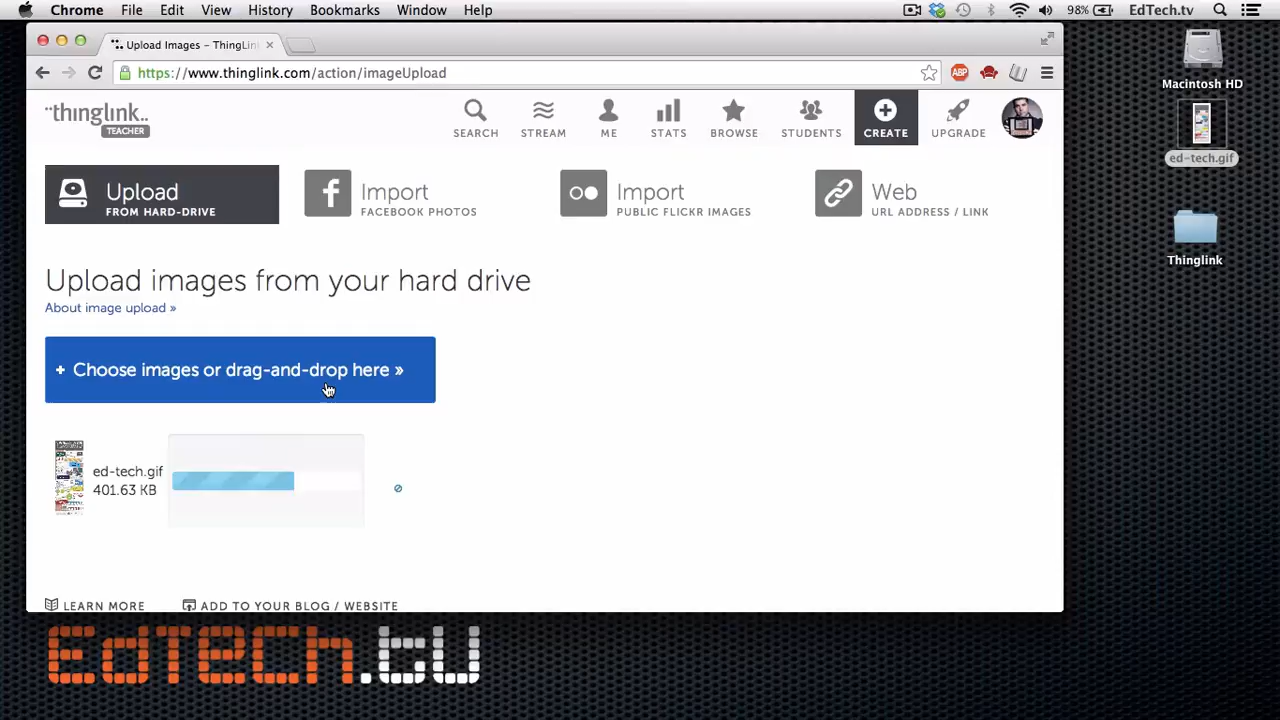 Chrome File Edit View History Bookmarks Window Help 98% EdTech.tv
Upload Images – ThingLin
https://www.thinglink.com/action/imageUpload
ABP
Macintosh HD
thinglink..
TEACHER
SEARCH STREAM ME STATS BROWSE STUDENTS CREATE UPGRADE
ed-tech.gif
Upload
FROM HARD-DRIVE
Import
FACEBOOK PHOTOS
Import
PUBLIC FLICKR IMAGES
Web
URL ADDRESS / LINK
Thinglink
Upload images from your hard drive
About image upload »
+ Choose images or drag-and-drop here »
ed-tech.gif
401.63 KB
LEARN MORE ADD TO YOUR BLOG / WEBSITE
EdTECh.tv